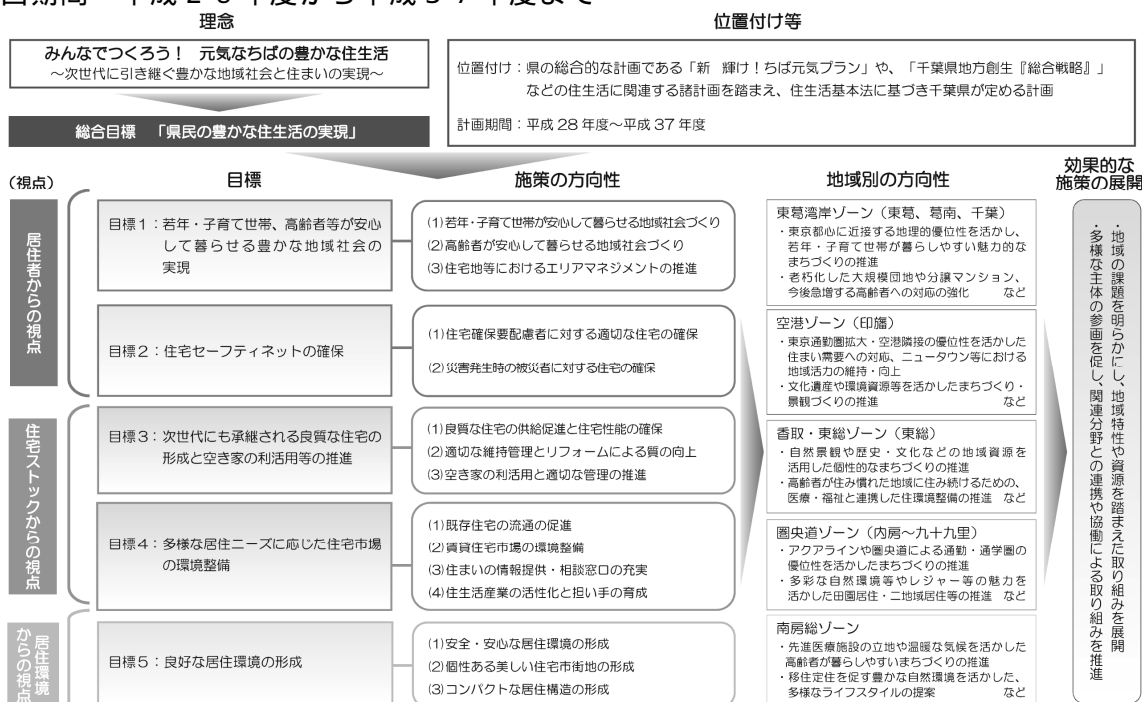 理念
みんなでつくろう！ 元気なちばの豊かな住生活
～次世代に引き継ぐ豊かな地域社会と住まいの実現～
総合目標 「県民の豊かな住生活の実現」
位置付け等
位置付け：県の総合的な計画である「新 輝け！ちば元気プラン」や、「千葉県地方創生『総合戦略』」
などの住生活に関連する諸計画を踏まえ、住生活基本法に基づき千葉県が定める計画
計画期間：平成 28 年度～平成 37 年度
（視点）
目標
施策の方向性
地域別の方向性
効果的な
施策の展開
居住者からの視点
目標１：若年・子育て世帯、高齢者等が安心
して暮らせる豊かな地域社会の
実現
(1)若年・子育て世帯が安心して暮らせる地域社会づくり
(2)高齢者が安心して暮らせる地域社会づくり
(3)住宅地等におけるエリアマネジメントの推進
目標２：住宅セーフティネットの確保
(1)住宅確保要配慮者に対する適切な住宅の確保
(2)災害発生時の被災者に対する住宅の確保
住宅ストックからの視点
目標３：次世代にも承継される良質な住宅の
形成と空き家の利活用等の推進
(1)良質な住宅の供給促進と住宅性能の確保
(2)適切な維持管理とリフォームによる質の向上
(3)空き家の利活用と適切な管理の推進
目標４：多様な居住ニーズに応じた住宅市場
の環境整備
(1)既存住宅の流通の促進
(2)賃貸住宅市場の環境整備
(3)住まいの情報提供・相談窓口の充実
(4)住生活産業の活性化と担い手の育成
居住環境
からの視点
目標５：良好な居住環境の形成
(1)安全・安心な居住環境の形成
(2)個性ある美しい住宅市街地の形成
(3)コンパクトな居住構造の形成
東葛湾岸ゾーン（東葛、葛南、千葉）
・東京都心に近接する地理的優位性を活かし、
若年・子育て世帯が暮らしやすい魅力的な
まちづくりの推進
・老朽化した大規模団地や分譲マンション、
今後急増する高齢者への対応の強化 など
空港ゾーン（印旛）
・東京通勤圏拡大・空港隣接の優位性を活かした
住まい需要への対応、ニュータウン等における
地域活力の維持・向上
・文化遺産や環境資源等を活かしたまちづくり・
景観づくりの推進 など
香取・東総ゾーン（東総）
・自然景観や歴史・文化などの地域資源を
活用した個性的なまちづくりの推進
・高齢者が住み慣れた地域に住み続けるための、
医療・福祉と連携した住環境整備の推進 など
圏央道ゾーン（内房～九十九里）
・アクアラインや圏央道による通勤・通学圏の
優位性を活かしたまちづくりの推進
・多彩な自然環境等やレジャー等の魅力を
活かした田園居住・二地域居住等の推進 など
南房総ゾーン
・先進医療施設の立地や温暖な気候を活かした
高齢者が暮らしやすいまちづくりの推進
・移住定住を促す豊かな自然環境を活かした、
多様なライフスタイルの提案 など
・地域の課題を明らかにし、地域特性や資源を踏まえた取り組みを展開
・多様な主体の参画を促し、関連分野との連携や協働による取り組みを推進